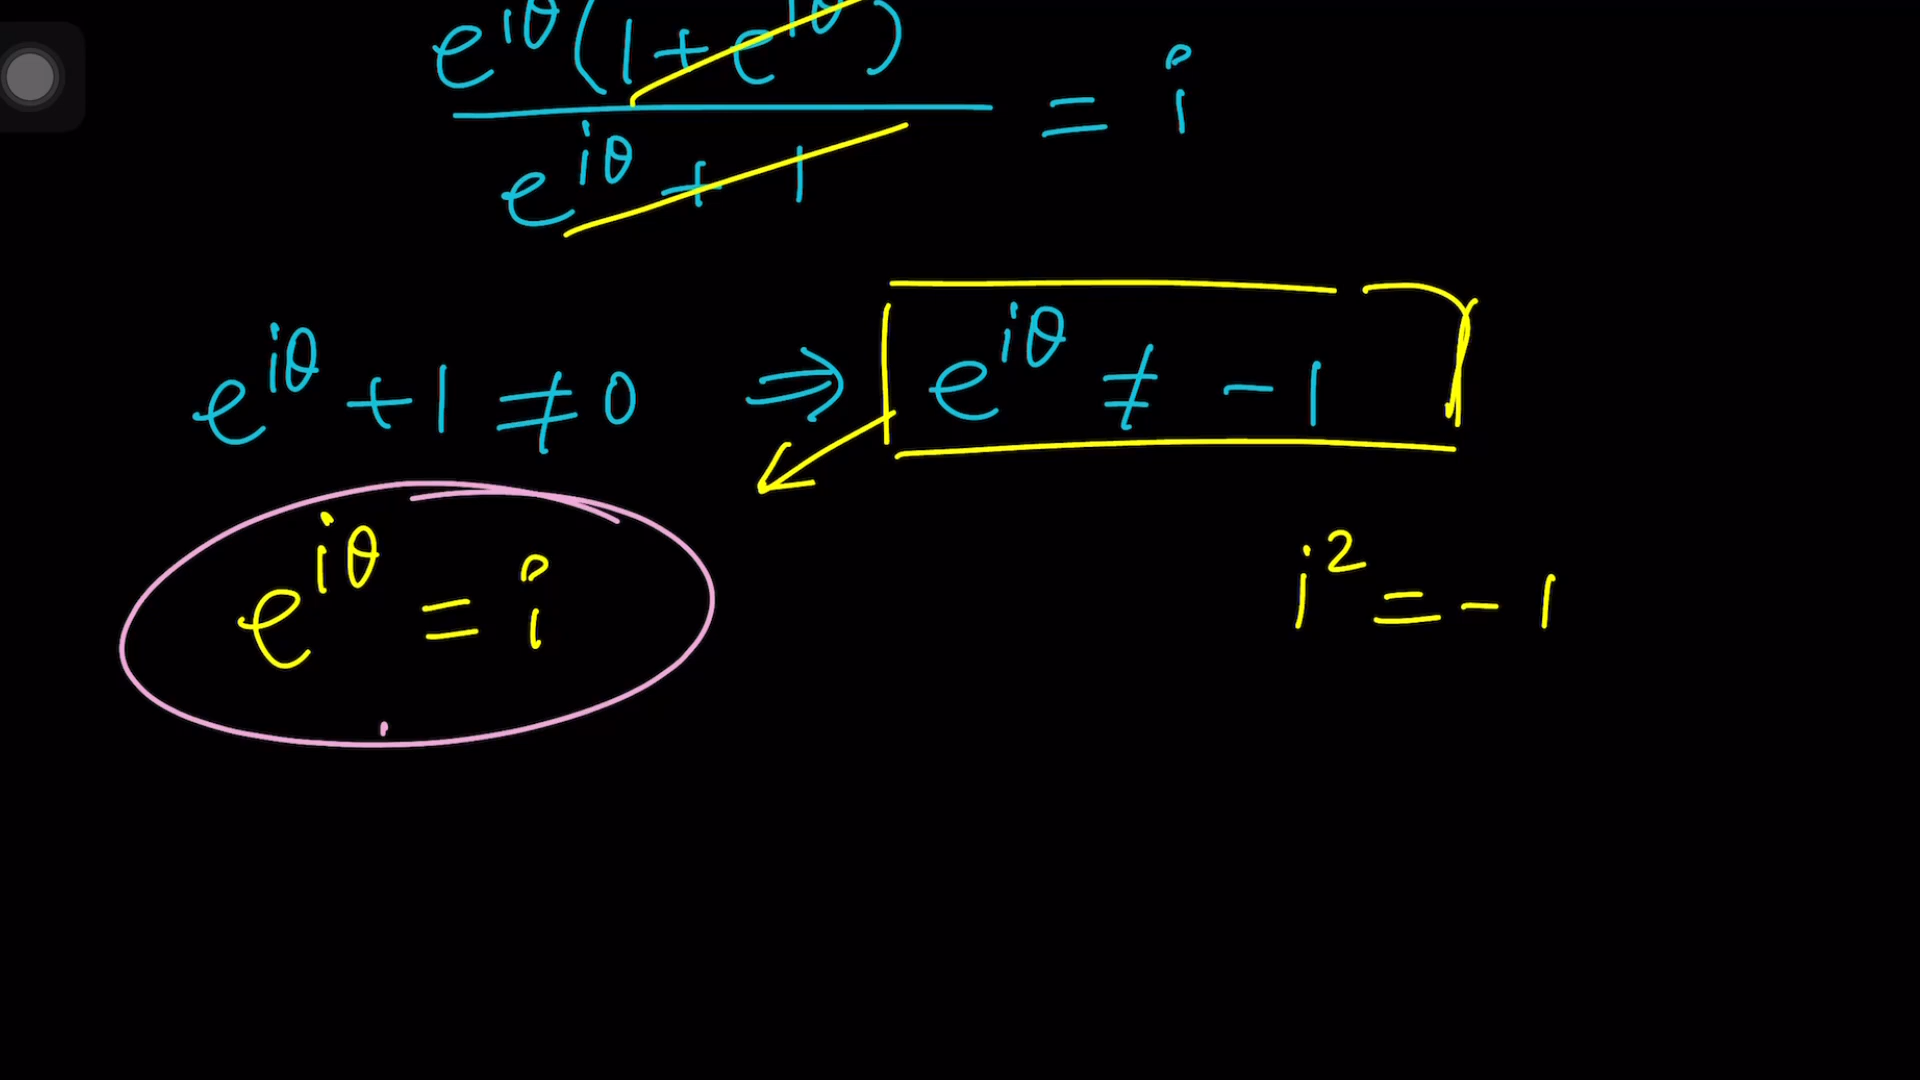 e^{iθ}(1 + e^{iθ})
e^{iθ} + 1 = i
e^{iθ} + 1 ≠ 0 ⇒ e^{iθ} ≠ -1
e^{iθ} = i
i² = -1